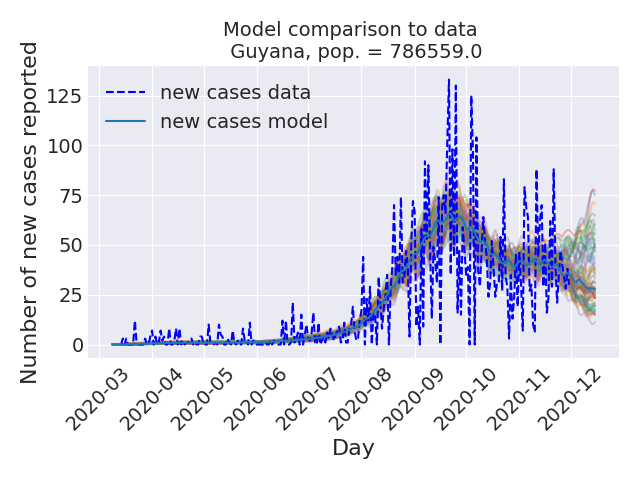 Model comparison to data
Guyana, pop. = 786559.0
Number of new cases reported
125
100
75
50
25
0
new cases data
new cases model
2020-03
2020-04
2020-05
2020-06
2020-07
2020-08
2020-09
2020-10
2020-11
2020-12
Day